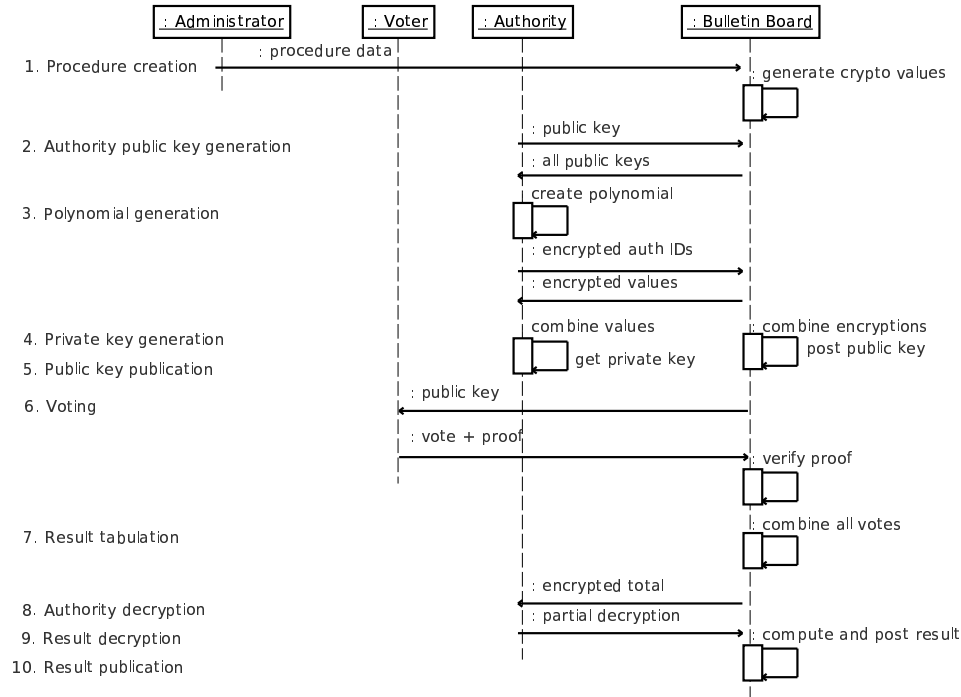 : Administrator : Voter : Authority : Bulletin Board
: procedure data
1. Procedure creation
: generate crypto values
: public key
2. Authority public key generation
: all public keys
create polynomial
3. Polynomial generation
: encrypted auth IDs
: encrypted values
combine values : combine encryptions
4. Private key generation
post public key
get private key
5. Public key publication
: public key
6. Voting
: vote + proof
: verify proof
: combine all votes
7. Result tabulation
: encrypted total
8. Authority decryption
: partial decryption
9. Result decryption : compute and post result
10. Result publication